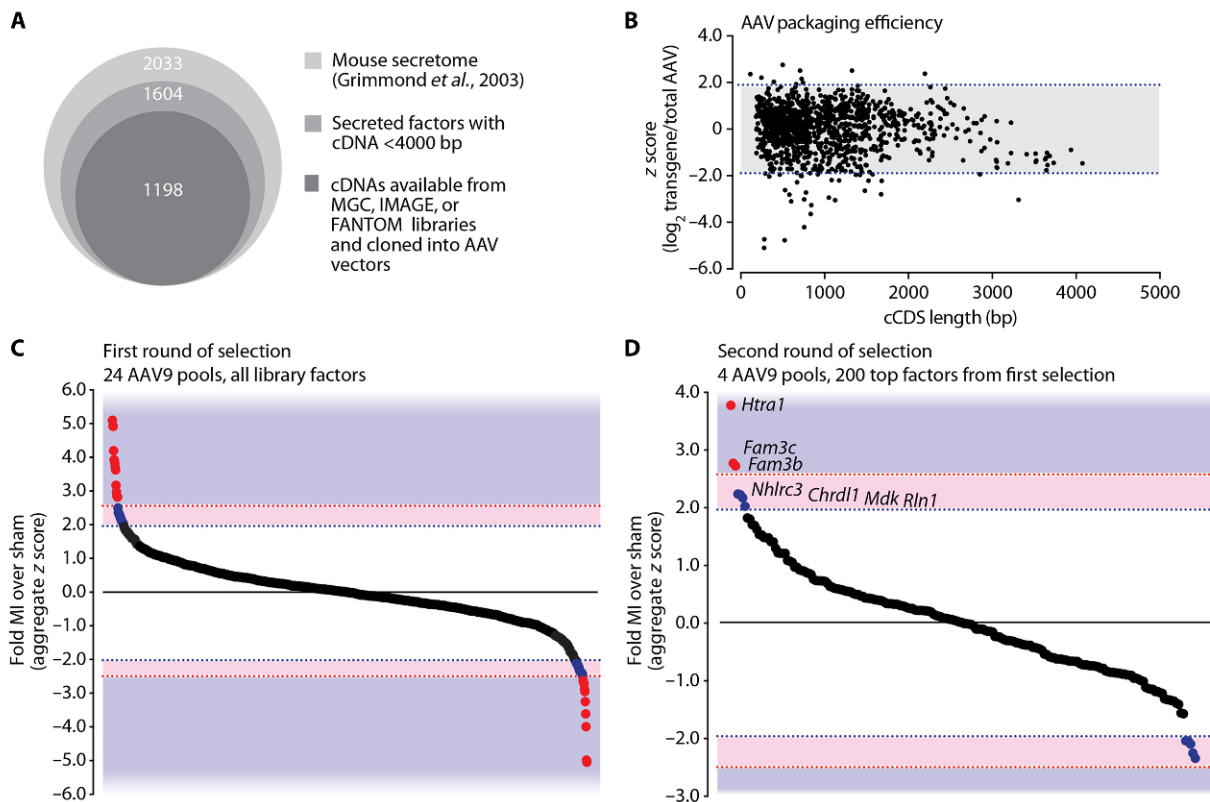 A
2033
1604
1198
Mouse secretome
(Grimmond et al., 2003)
Secreted factors with
cDNA <4000 bp
cDNAs available from
MGC, IMAGE, or
FANTOM libraries
and cloned into AAV
vectors
B
AAV packaging efficiency
z score
(log2 transgene/total AAV)
4.0
2.0
0
−2.0
−4.0
−6.0
0 1000 2000 3000 4000 5000
cCDS length (bp)
C
First round of selection
24 AAV9 pools, all library factors
Fold MI over sham
(aggregate z score)
6.0
5.0
4.0
3.0
2.0
1.0
0.0
−1.0
−2.0
−3.0
−4.0
−5.0
−6.0
D
Second round of selection
4 AAV9 pools, 200 top factors from first selection
Fold MI over sham
(aggregate z score)
4.0
3.0
2.0
1.0
0.0
−1.0
−2.0
−3.0
Htra1
Fam3c
Fam3b
Nhlrc3 Chrdl1 Mdk Rln1